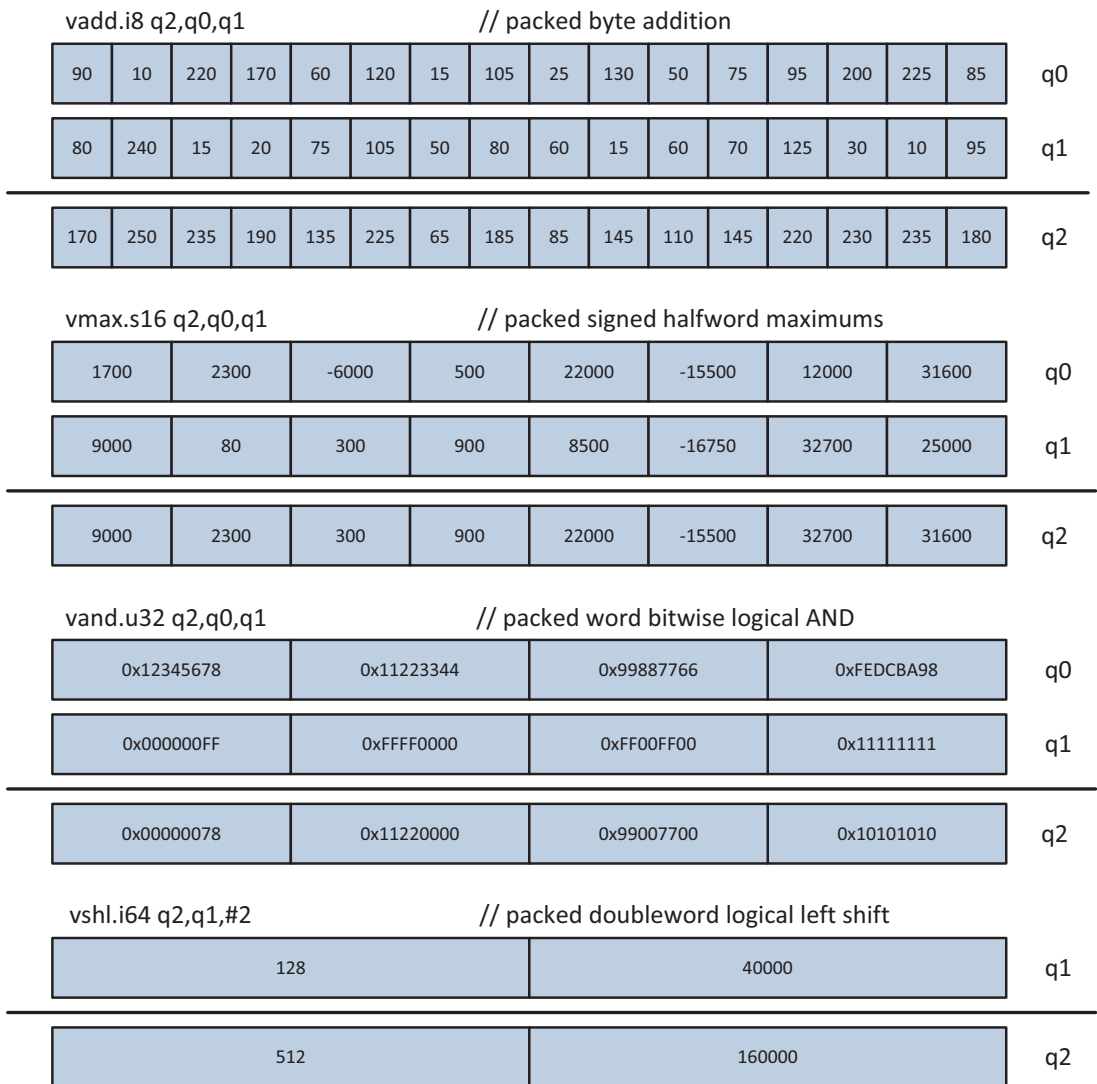 vadd.i8 q2,q0,q1 // packed byte addition
90 10 220 170 60 120 15 105 25 130 50 75 95 200 225 85 q0
80 240 15 20 75 105 50 80 60 15 60 70 125 30 10 95 q1
170 250 235 190 135 225 65 185 85 145 110 145 220 230 235 180 q2
vmax.s16 q2,q0,q1 // packed signed halfword maximums
1700 2300 -6000 500 22000 -15500 12000 31600 q0
9000 80 300 900 8500 -16750 32700 25000 q1
9000 2300 300 900 22000 -15500 32700 31600 q2
vand.u32 q2,q0,q1 // packed word bitwise logical AND
0x12345678 0x11223344 0x99887766 0xFEDCBA98 q0
0x000000FF 0xFFFF0000 0xFF00FF00 0x11111111 q1
0x00000078 0x11220000 0x99007700 0x10101010 q2
vshl.i64 q2,q1,#2 // packed doubleword logical left shift
128 40000 q1
512 160000 q2